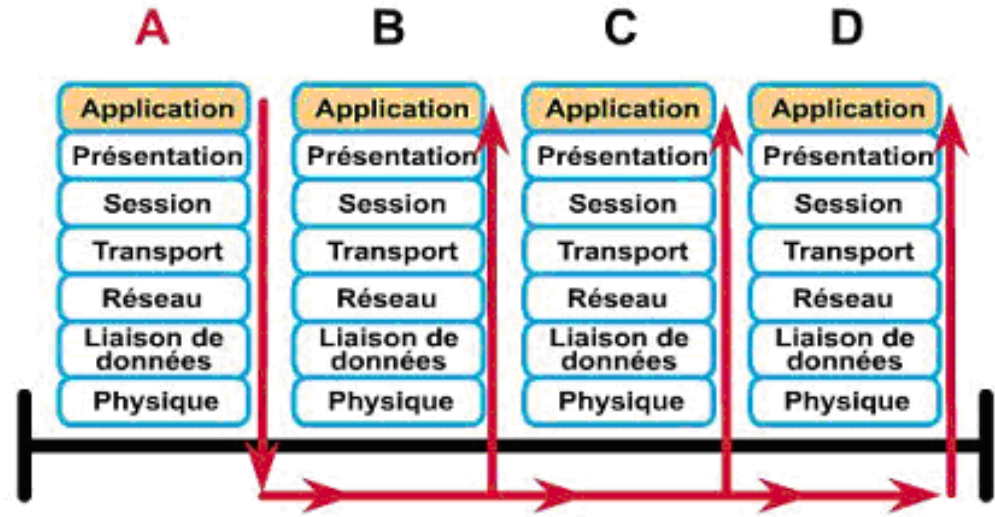 A B C D
Application Application Application Application
Présentation Présentation Présentation Présentation
Session Session Session Session
Transport Transport Transport Transport
Réseau Réseau Réseau Réseau
Liaison de Liaison de Liaison de Liaison de
données données données données
Physique Physique Physique Physique